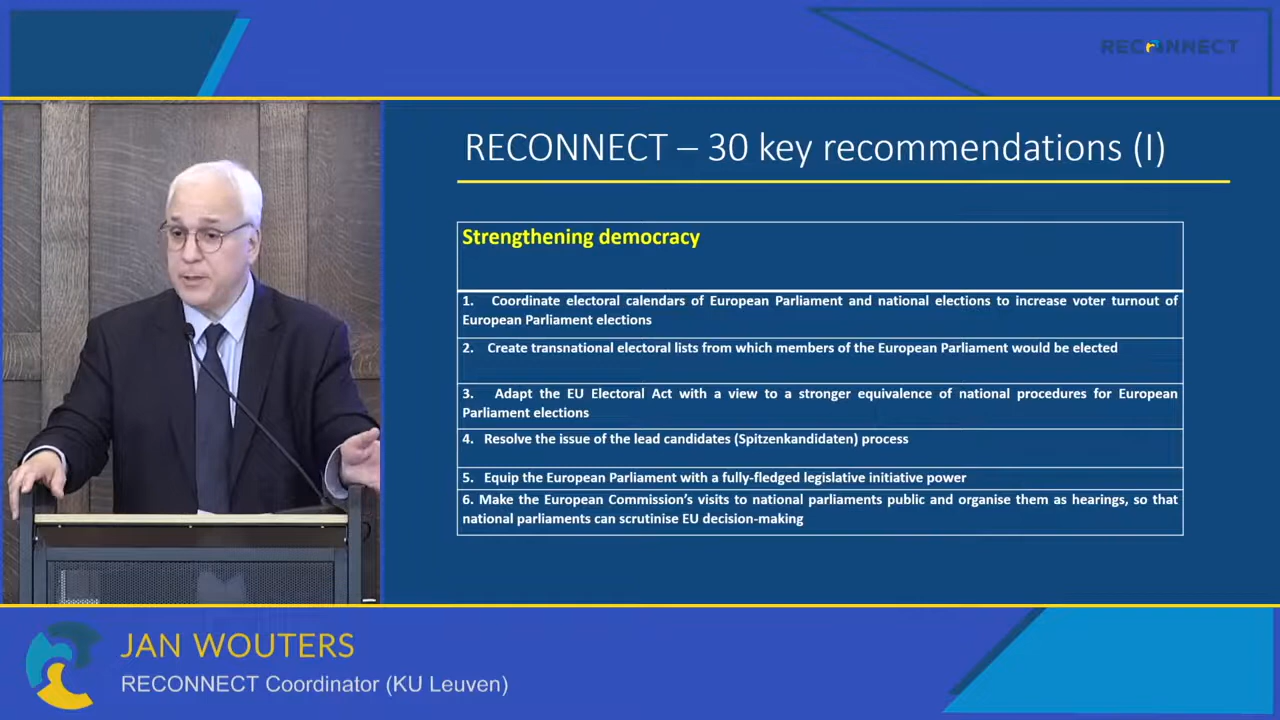 RECONNECT
RECONNECT – 30 key recommendations (I)
Strengthening democracy
1. Coordinate electoral calendars of European Parliament and national elections to increase voter turnout of
European Parliament elections
2. Create transnational electoral lists from which members of the European Parliament would be elected
3. Adapt the EU Electoral Act with a view to a stronger equivalence of national procedures for European
Parliament elections
4. Resolve the issue of the lead candidates (Spitzenkandidaten) process
5. Equip the European Parliament with a fully-fledged legislative initiative power
6. Make the European Commission’s visits to national parliaments public and organise them as hearings, so that
national parliaments can scrutinise EU decision-making
JAN WOUTERS
RECONNECT Coordinator (KU Leuven)